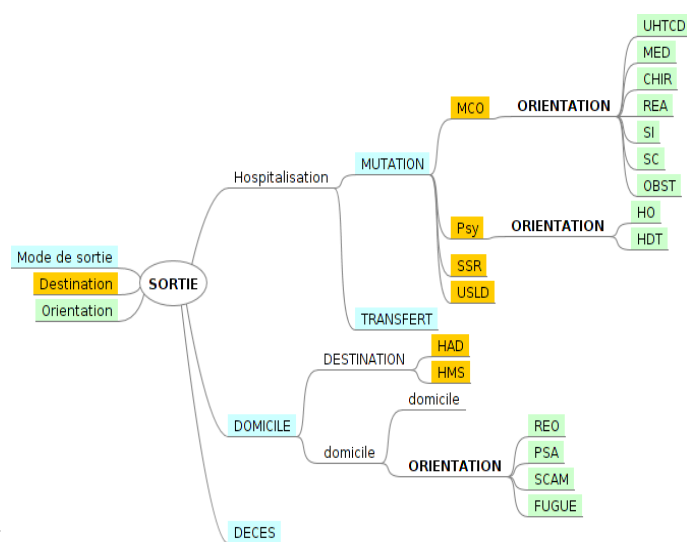 Mode de sortie
Destination
Orientation
SORTIE
Hospitalisation
MUTATION
MCO
ORIENTATION
UHTCD
MED
CHIR
REA
SI
SC
OBST
Psy
ORIENTATION
HO
HDT
SSR
USLD
TRANSFERT
DOMICILE
DESTINATION
HAD
HMS
domicile
domicile
ORIENTATION
REO
PSA
SCAM
FUGUE
DECES